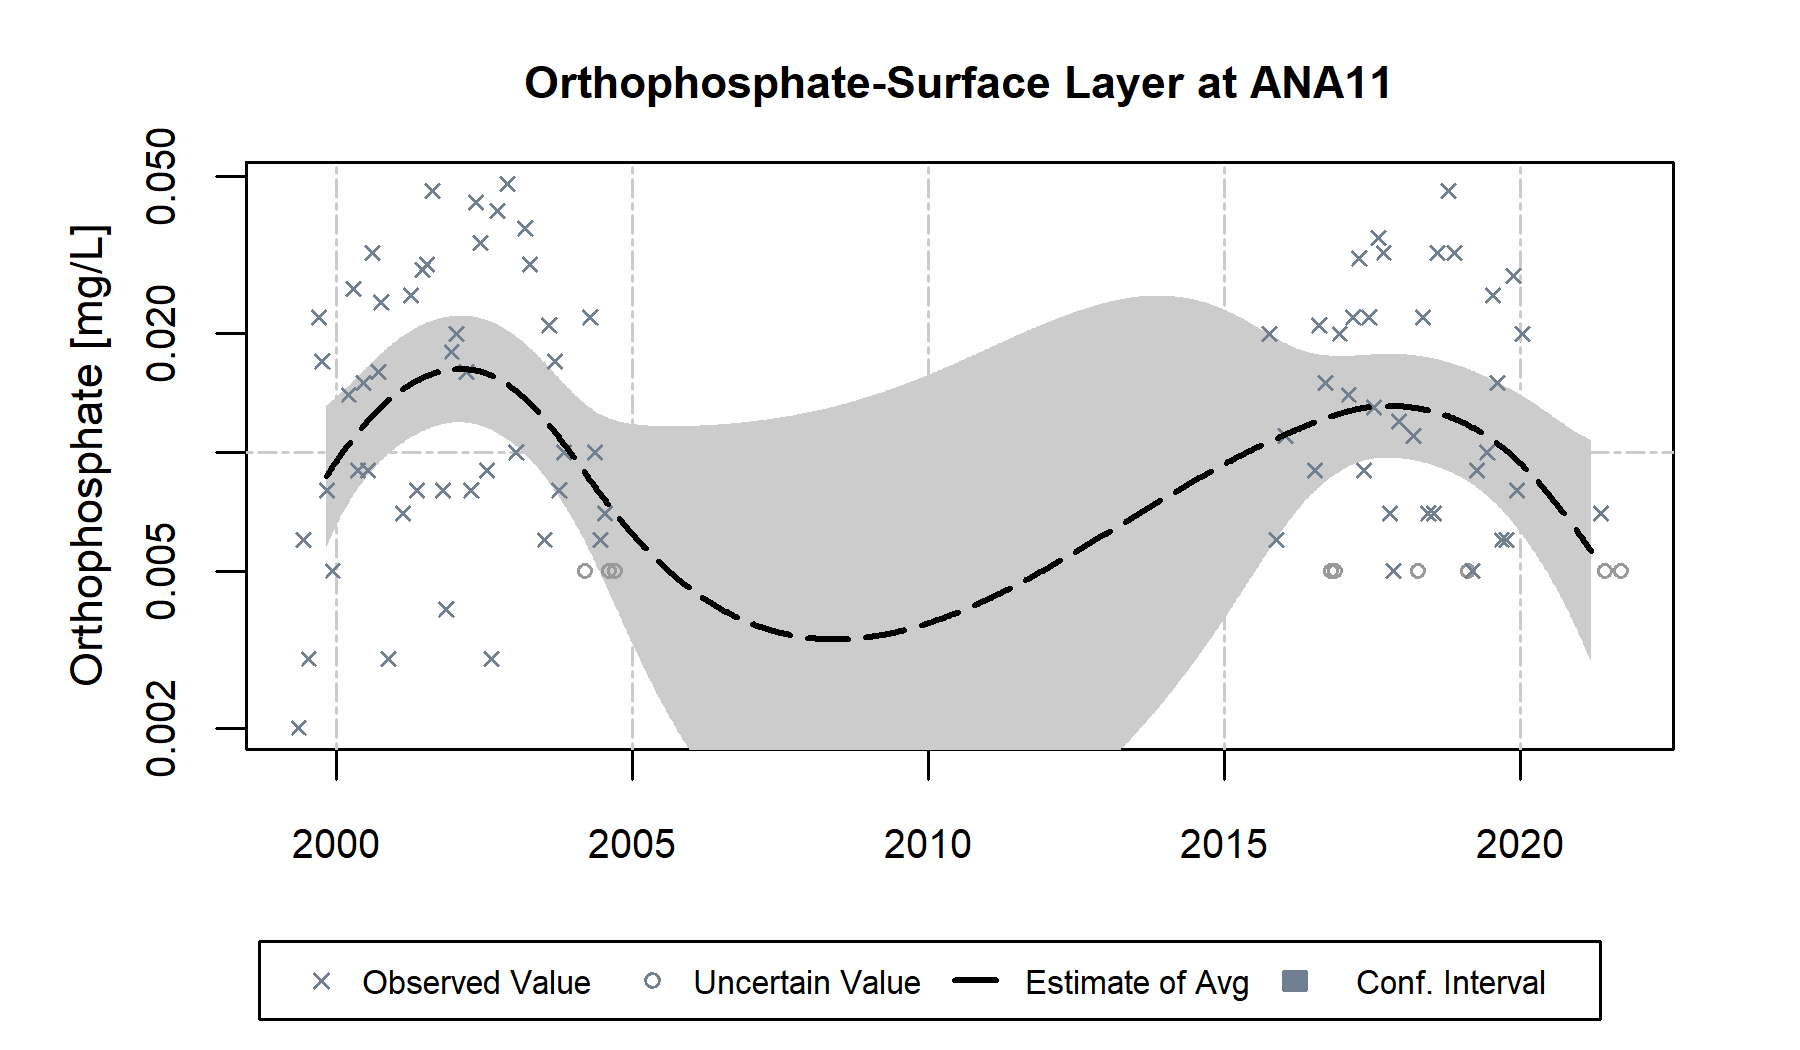 Orthophosphate-Surface Layer at ANA11
Orthophosphate [mg/L]
0.050
0.020
0.005
0.002
2000 2005 2010 2015 2020
Observed Value Uncertain Value Estimate of Avg Conf. Interval